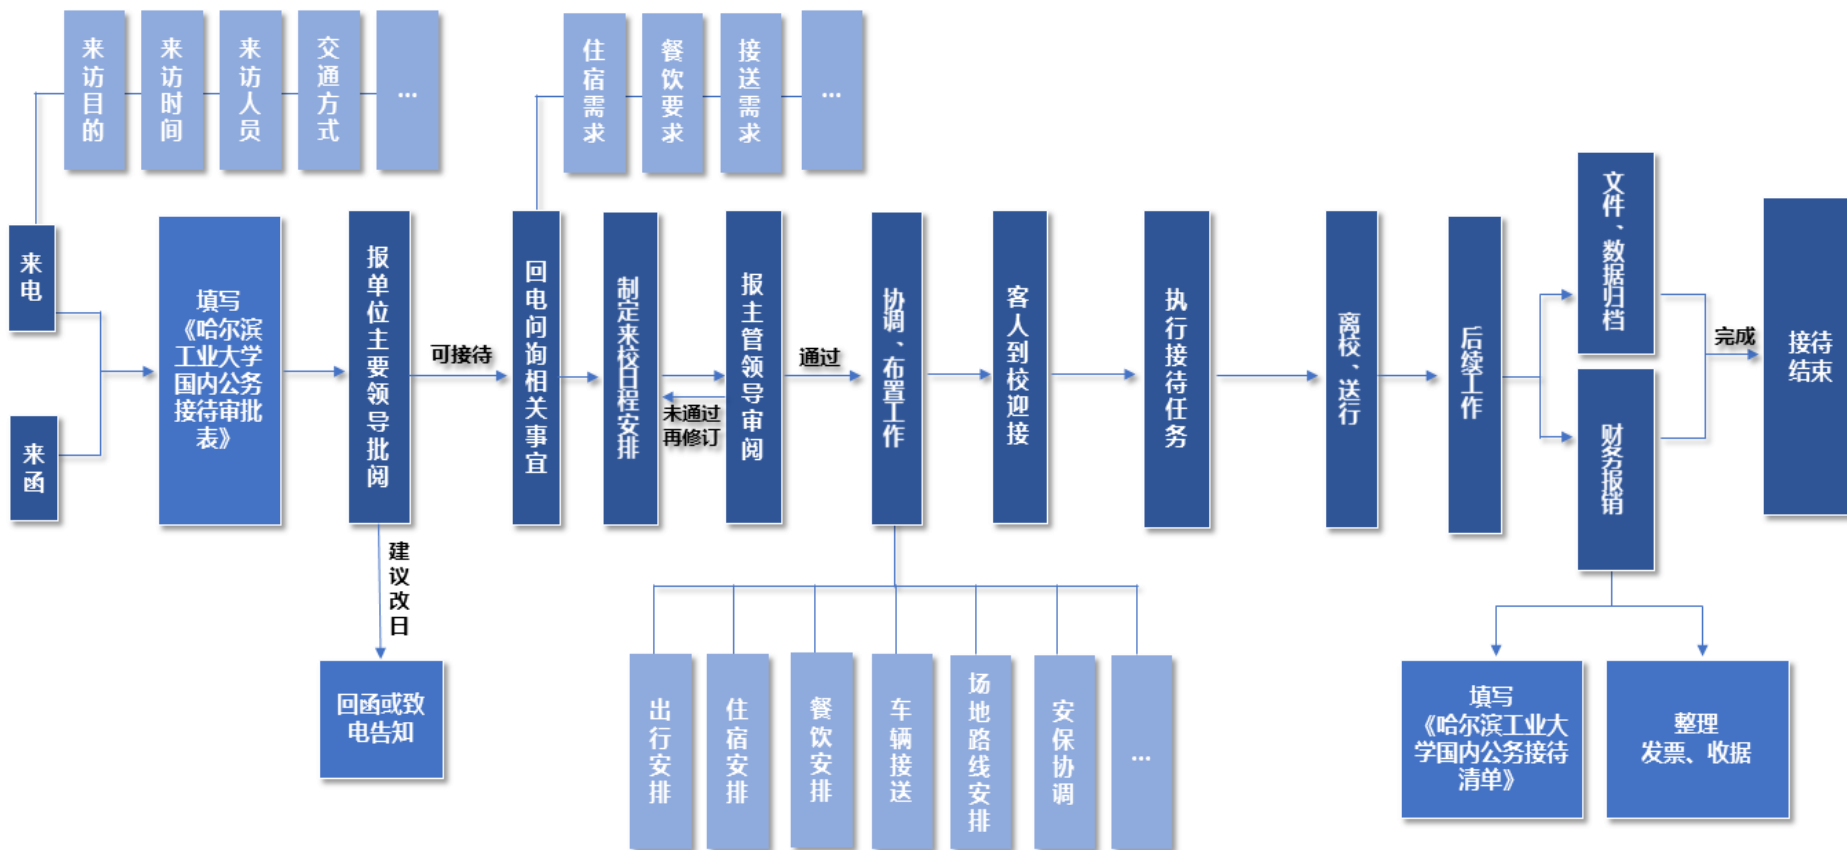 来访目的
来访时间
来访人员
交通方式
...
住宿需求
餐饮要求
接送需求
...
来电
来函
填写
《哈尔滨
工业大学
国内公务
接待审批
表》
报单位主要领导批阅
可接待
建议改日
回函或致
电告知
回电问询相关事宜
制定来校日程安排
未通过
再修订
报主管领导审阅
通过
协调、布置工作
出行安排
住宿安排
餐饮安排
车辆接送
场地路线安排
安保协调
...
客人到校迎接
执行接待任务
离校、送行
后续工作
文件、数据归档
财务报销
填写
《哈尔滨工业大
学国内公务接待
清单》
整理
发票、收据
完成
接待
结束